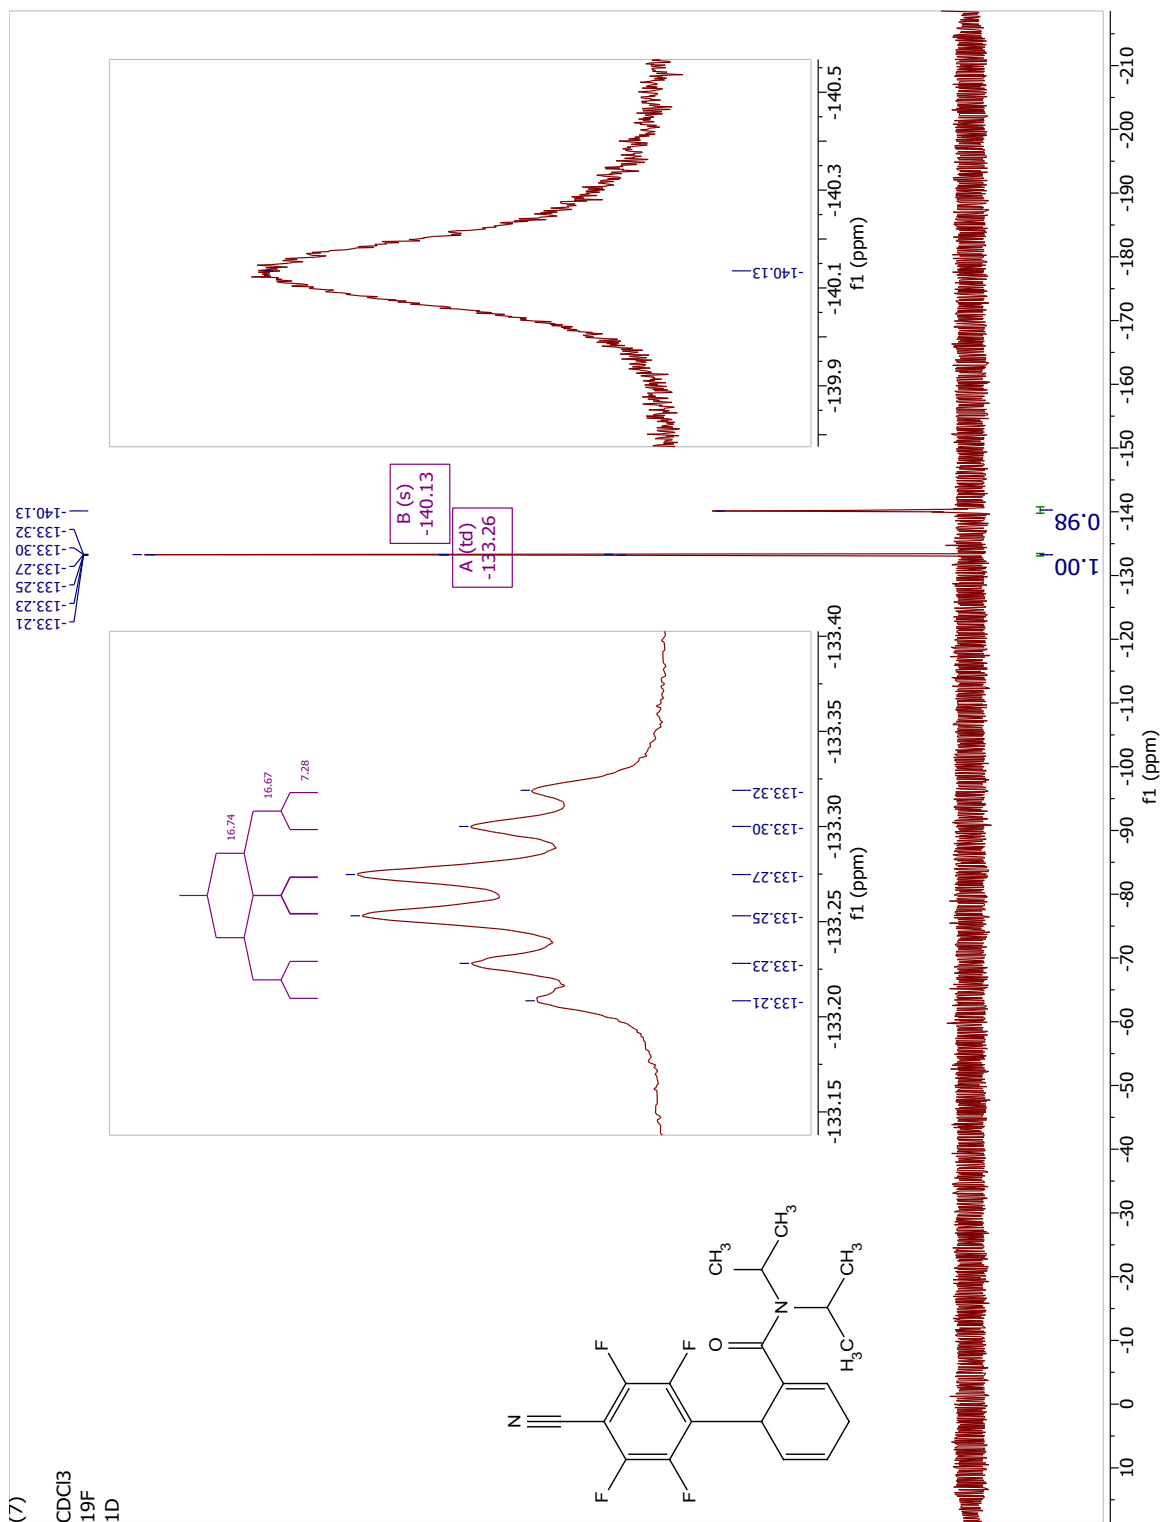 (7)
CDCl3
19F
1D
-133.21
-133.23
-133.25
-133.27
-133.30
-133.32
-140.13
16.74
16.67
7.28
-133.21
-133.23
-133.25
-133.27
-133.30
-133.32
-133.15
-133.20
-133.25
-133.30
-133.35
-133.40
f1 (ppm)
B (s)
-140.13
A (td)
-133.26
-140.13
-139.9
-140.1
-140.3
-140.5
f1 (ppm)
N
F
F
F
F
O
N
CH3
CH3
CH3
H3C
1.00
0.98
10
0
-10
-20
-30
-40
-50
-60
-70
-80
-90
-100
-110
-120
-130
-140
-150
-160
-170
-180
-190
-200
-210
f1 (ppm)